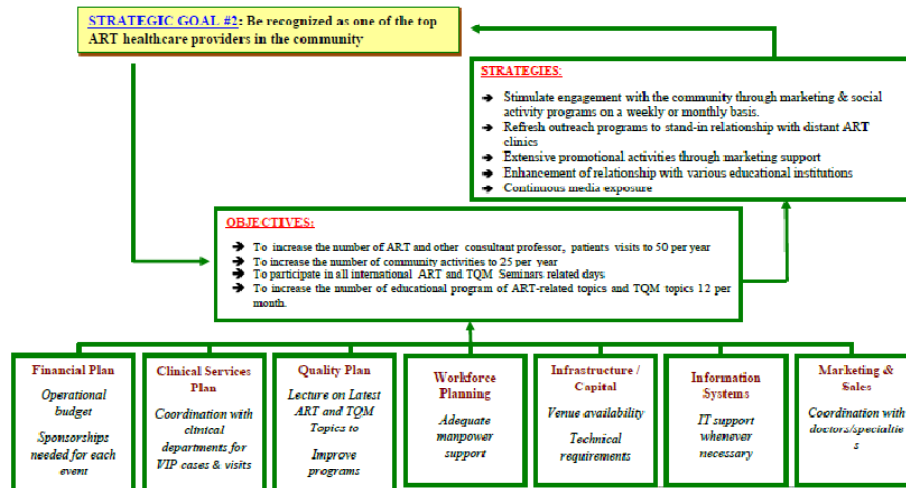 STRATEGIC GOAL #2: Be recognized as one of the top
ART healthcare providers in the community
STRATEGIES:
➔ Stimulate engagement with the community through marketing & social
activity programs on a weekly or monthly basis.
➔ Refresh outreach programs to stand-in relationship with distant ART
clinics
➔ Extensive promotional activities through marketing support
➔ Enhancement of relationship with various educational institutions
➔ Continuous media exposure
OBJECTIVES:
➔ To increase the number of ART and other consultant professor, patients visits to 50 per year
➔ To increase the number of community activities to 25 per year
➔ To participate in all international ART and TQM Seminars related days
➔ To increase the number of educational program of ART-related topics and TQM topics 12 per
month.
Financial Plan
Operational
budget
Sponsorships
needed for each
event
Clinical Services
Plan
Coordination with
clinical
departments for
VIP cases & visits
Quality Plan
Lecture on Latest
ART and TQM
Topics to
Improve
programs
Workforce
Planning
Adequate
manpower
support
Infrastructure /
Capital
Venue availability
Technical
requirements
Information
Systems
IT support
whenever
necessary
Marketing &
Sales
Coordination with
doctors/specialtie
s